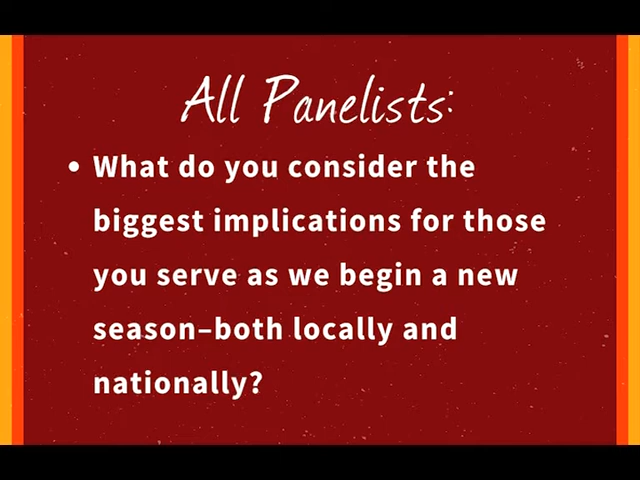 All Panelists:
• What do you consider the
biggest implications for those
you serve as we begin a new
season–both locally and
nationally?